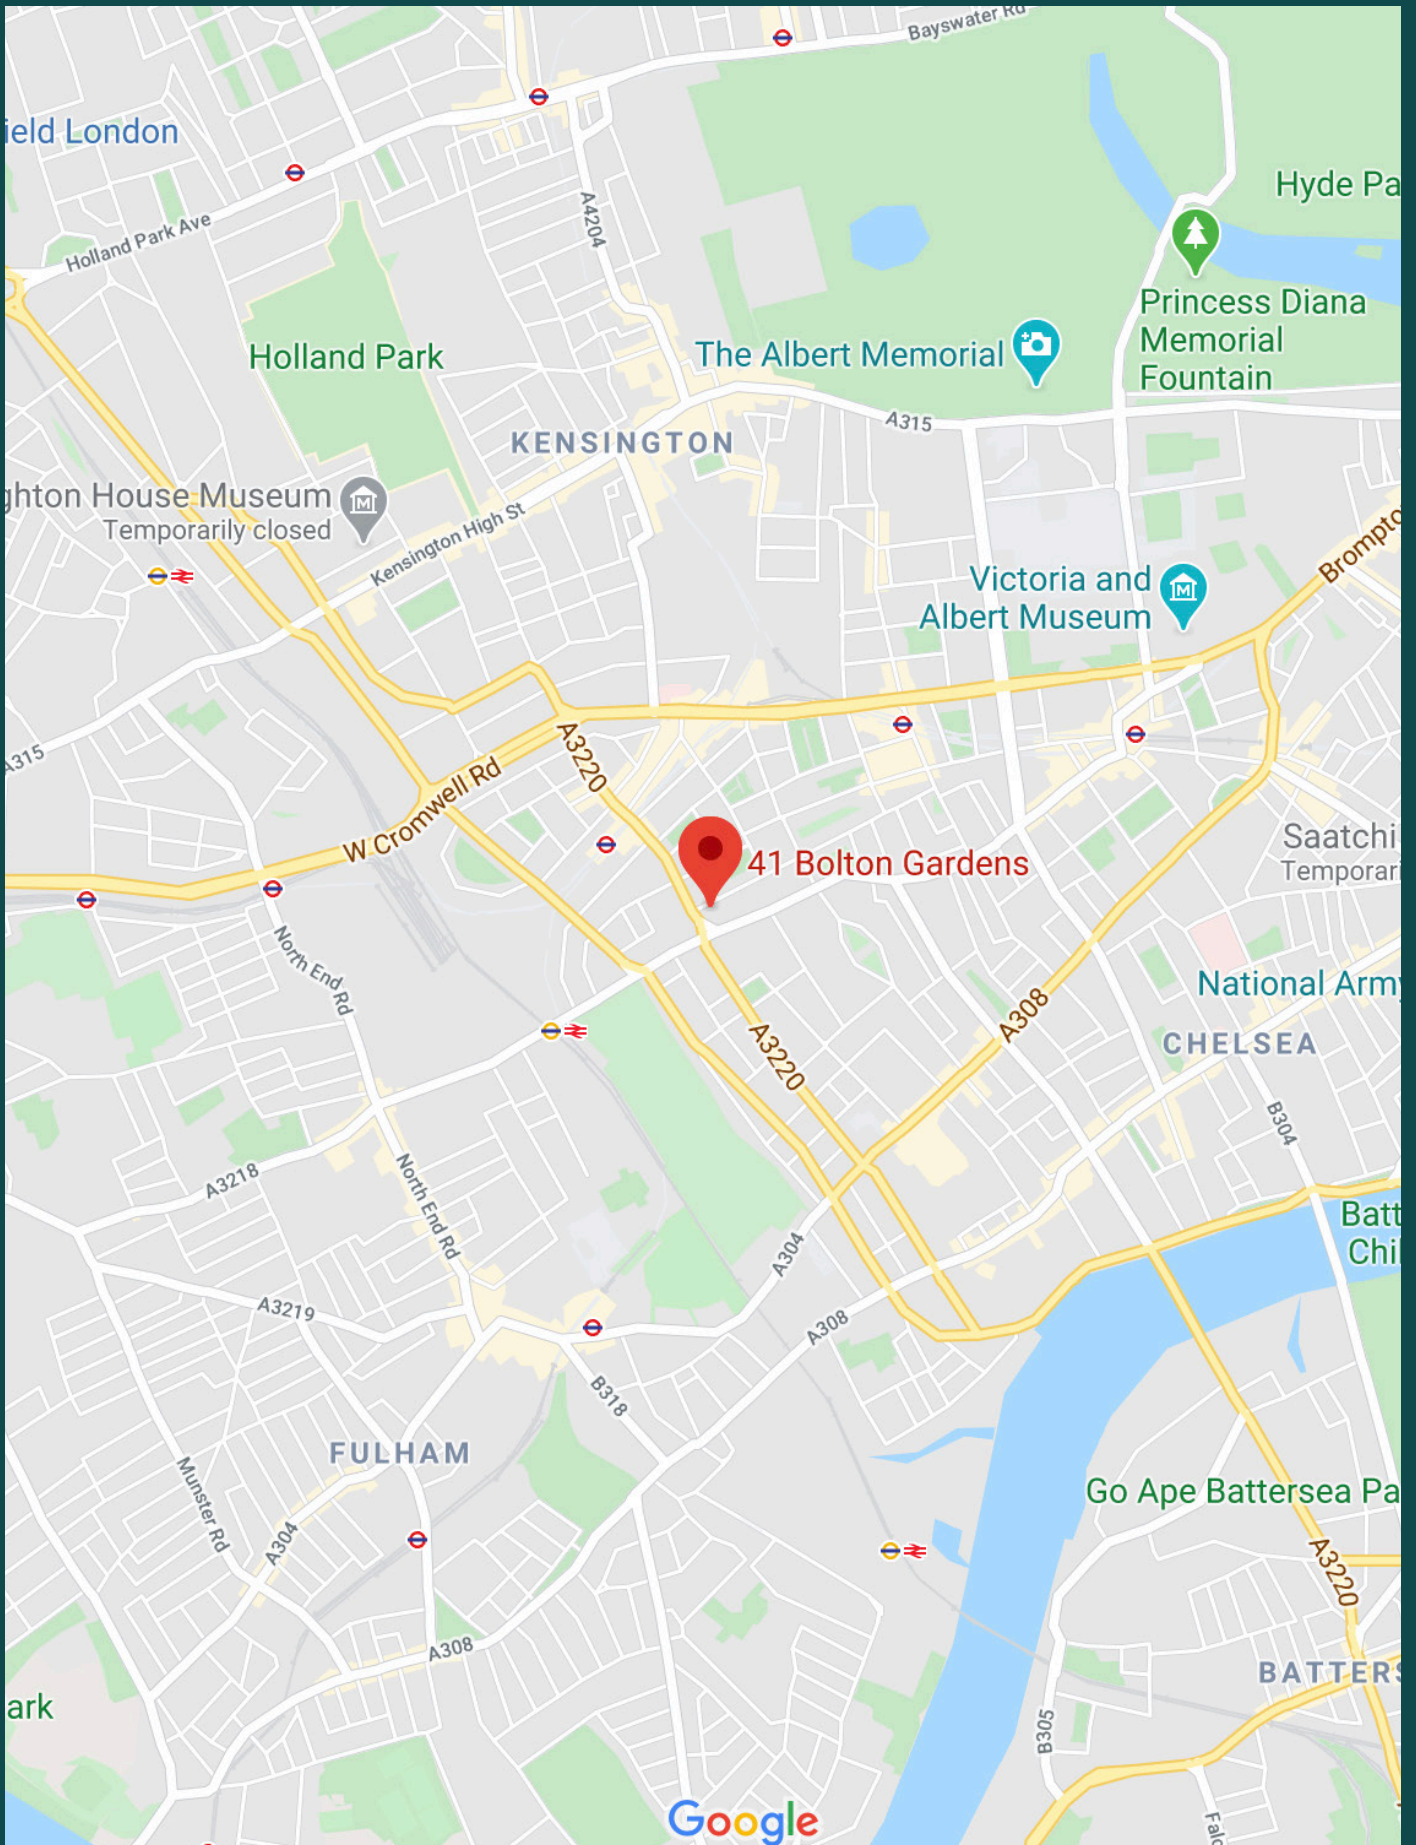 Bayswater Rd
ield London
Hyde Pa
A4204
Holland Park Ave
Princess Diana
Memorial
Fountain
The Albert Memorial
Holland Park
A315
KENSINGTON
ghton House Museum
Temporarily closed
Kensington High St
Brompto
Victoria and
Albert Museum
A315
A3220
W Cromwell Rd
Saatchi
Temporari
41 Bolton Gardens
North End Rd
National Army
A308
CHELSEA
A3220
B304
A3218
North End Rd
Batt
Chil
A304
A3219
A308
B318
FULHAM
Munster Rd
Go Ape Battersea Pa
A304
A3220
A308
BATTERS
ark
B305
Google
Falc